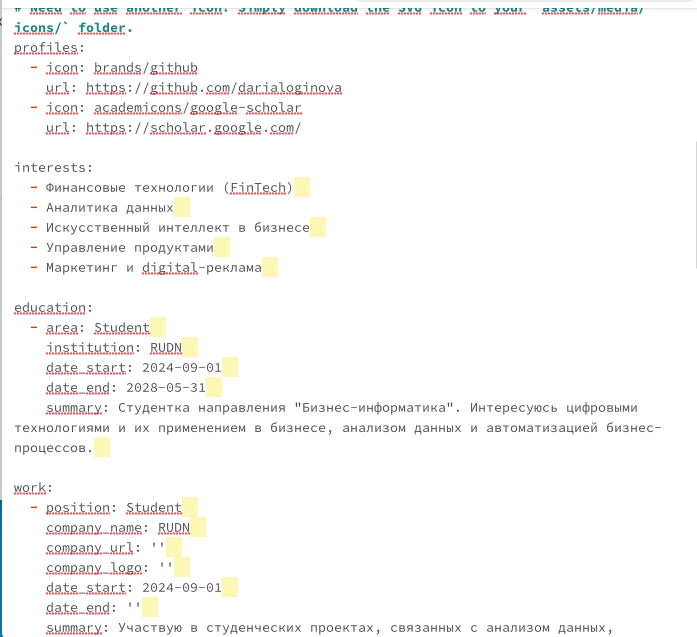 # Need to use another icon? Simply download the SVG icon to your `assets/media/
icons/` folder.
profiles:
  - icon: brands/github
    url: https://github.com/darialoginova
  - icon: academicons/google-scholar
    url: https://scholar.google.com/
interests:
  - Финансовые технологии (FinTech)
  - Аналитика данных
  - Искусственный интеллект в бизнесе
  - Управление продуктами
  - Маркетинг и digital-реклама
education:
  - area: Student
    institution: RUDN
    date_start: 2024-09-01
    date_end: 2028-05-31
    summary: Студентка направления "Бизнес-информатика". Интересуюсь цифровыми
технологиями и их применением в бизнесе, анализом данных и автоматизацией бизнес-
процессов.
work:
  - position: Student
    company_name: RUDN
    company_url: ''
    company_logo: ''
    date_start: 2024-09-01
    date_end: ''
    summary: Участвую в студенческих проектах, связанных с анализом данных,